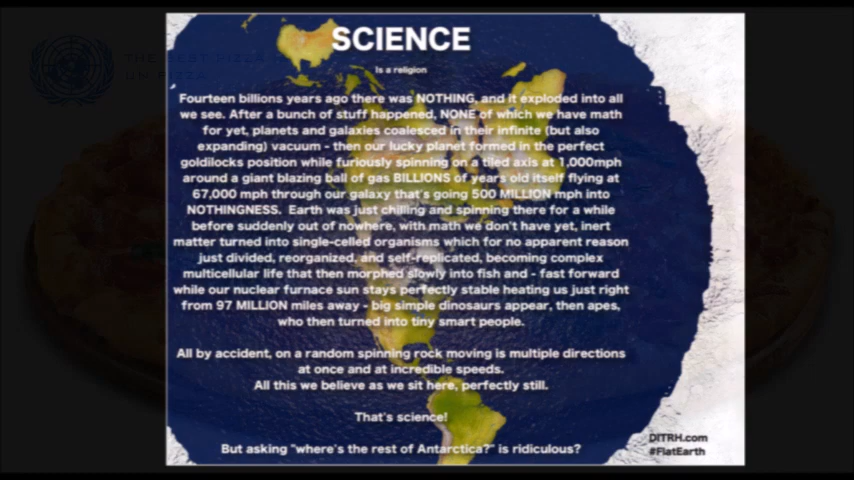 THE BEST PIZZA IS
UN PIZZA
SCIENCE
Is a religion
Fourteen billions years ago there was NOTHING, and it exploded into all
we see. After a bunch of stuff happened, NONE of which we have math
for yet, planets and galaxies coalesced in their infinite (but also
expanding) vacuum - then our lucky planet formed in the perfect
goldilocks position while furiously spinning on a tiled axis at 1,000mph
around a giant blazing ball of gas BILLIONS of years old itself flying at
67,000 mph through our galaxy that's going 500 MILLION mph into
NOTHINGNESS. Earth was just chilling and spinning there for a while
before suddenly out of nowhere, with math we don't have yet, inert
matter turned into single-celled organisms which for no apparent reason
just divided, reorganized, and self-replicated, becoming complex
multicellular life that then morphed slowly into fish and - fast forward
while our nuclear furnace sun stays perfectly stable heating us just right
from 97 MILLION miles away - big simple dinosaurs appear, then apes,
who then turned into tiny smart people.
All by accident, on a random spinning rock moving is multiple directions
at once and at incredible speeds.
All this we believe as we sit here, perfectly still.
That's science!
But asking "where's the rest of Antarctica?" is ridiculous?
DITRH.com
#FlatEarth